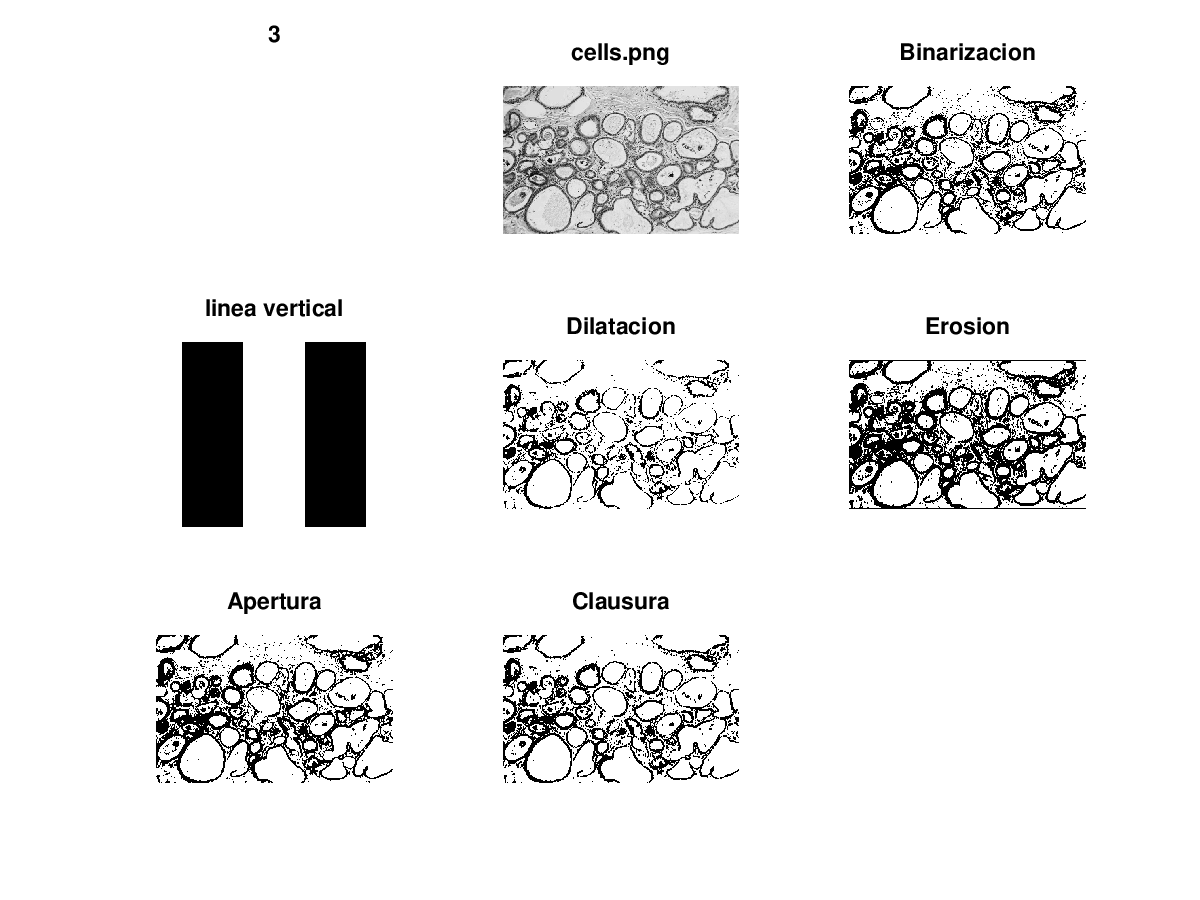 3
cells.png
Binarizacion
linea vertical
Dilatacion
Erosion
Apertura
Clausura